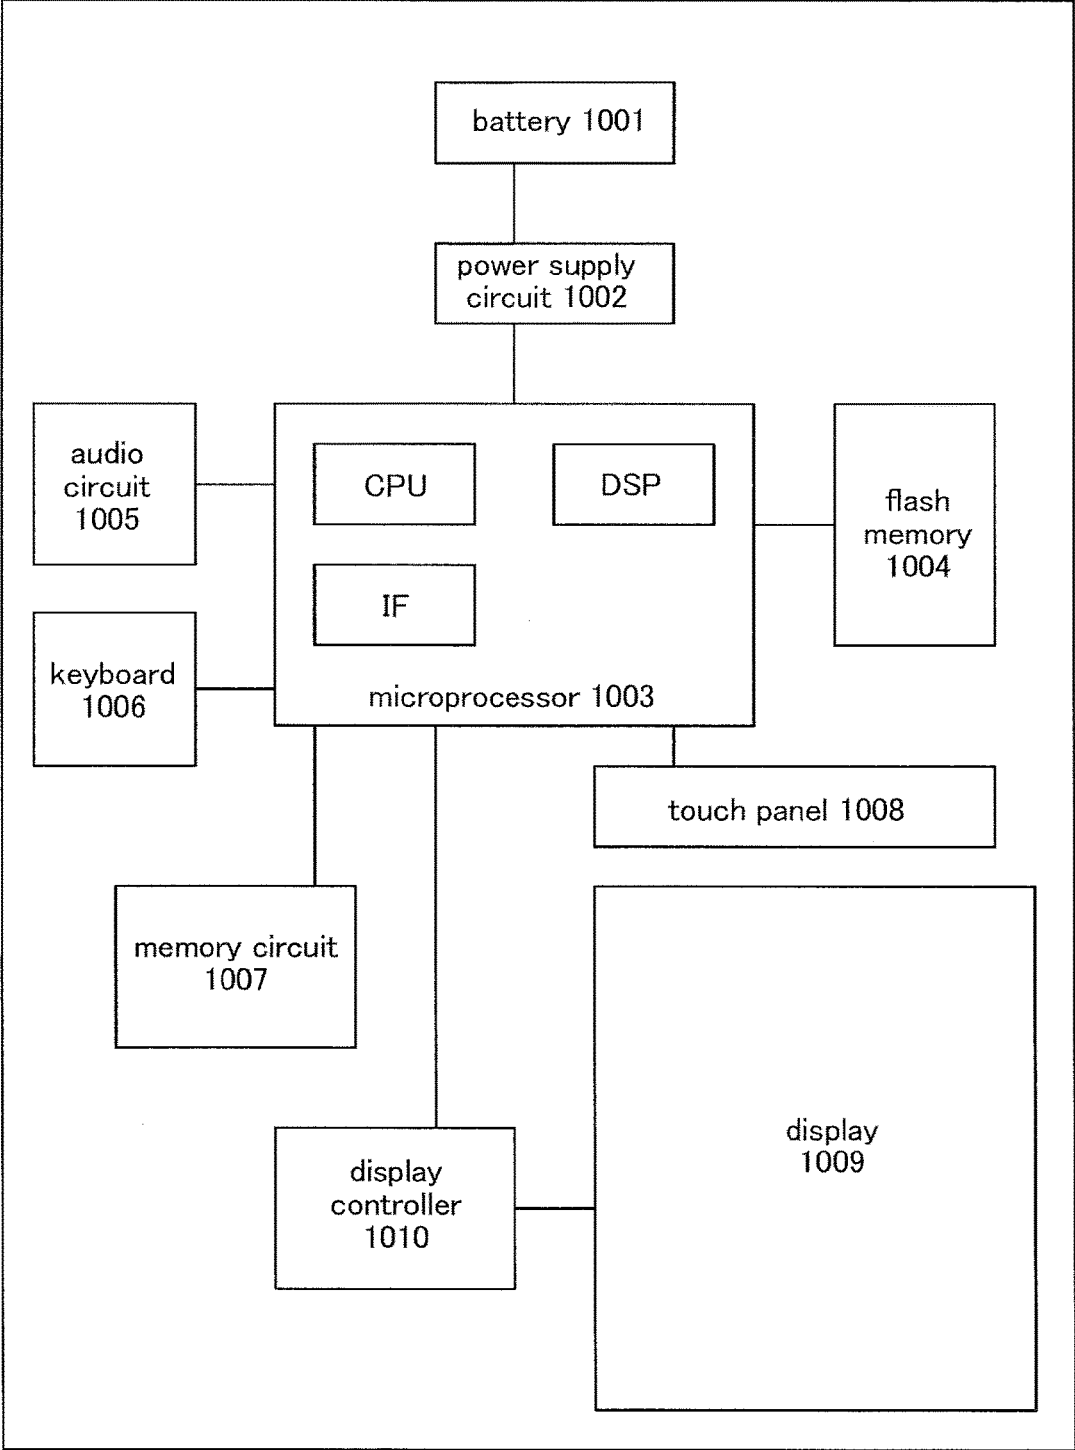 battery 1001
power supply
circuit 1002
audio
circuit
1005
CPU
DSP
flash
memory
1004
IF
keyboard
1006
microprocessor 1003
touch panel 1008
memory circuit
1007
display
1009
display
controller
1010